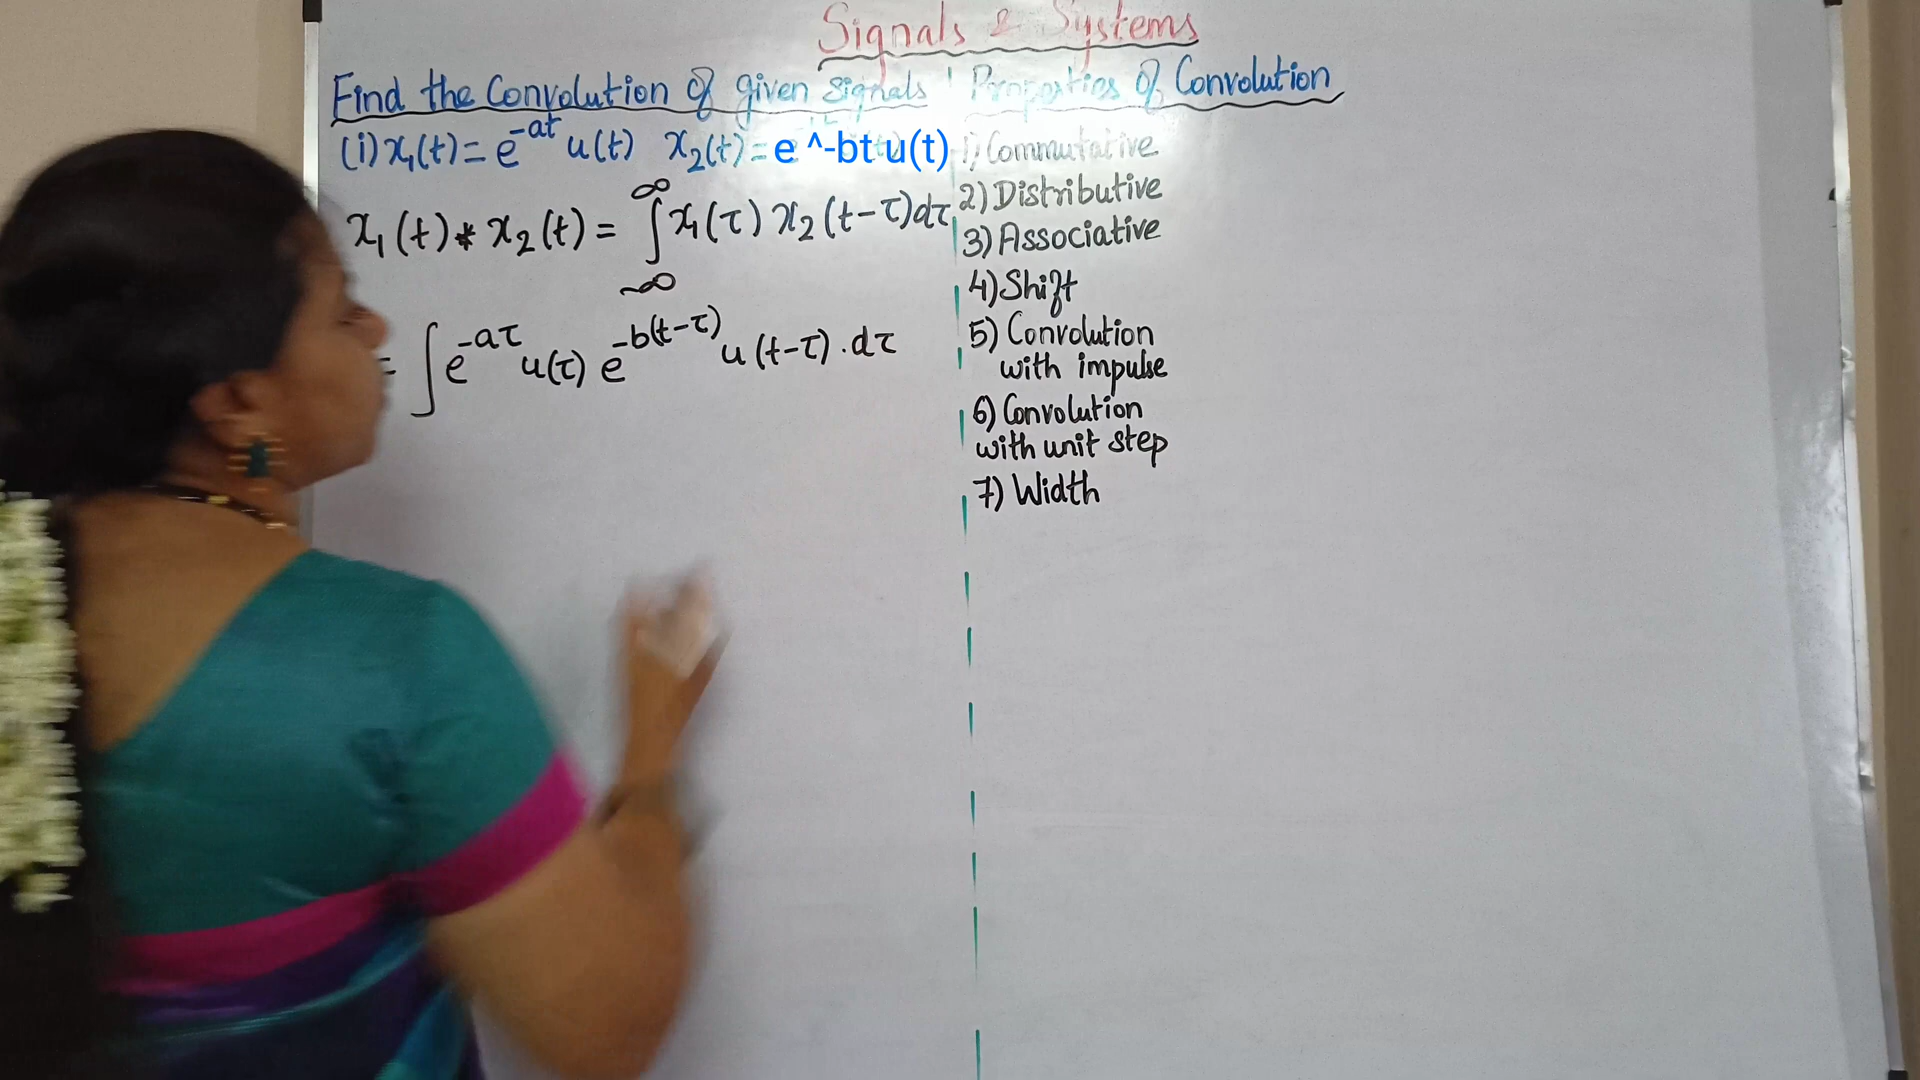 Signals & Systems
Find the Convolution of given signals
(i) x₁(t) = e^-at u(t) x₂(t) = e ^-bt u(t)
x₁(t) * x₂(t) = ∫_-∞^∞ x₁(τ) x₂(t-τ)dτ
= ∫ e^-aτ u(τ) e^-b(t-τ) u(t-τ).dτ
Properties of Convolution
1) Commutative
2) Distributive
3) Associative
4) Shift
5) Convolution
with impulse
6) Convolution
with unit step
7) Width